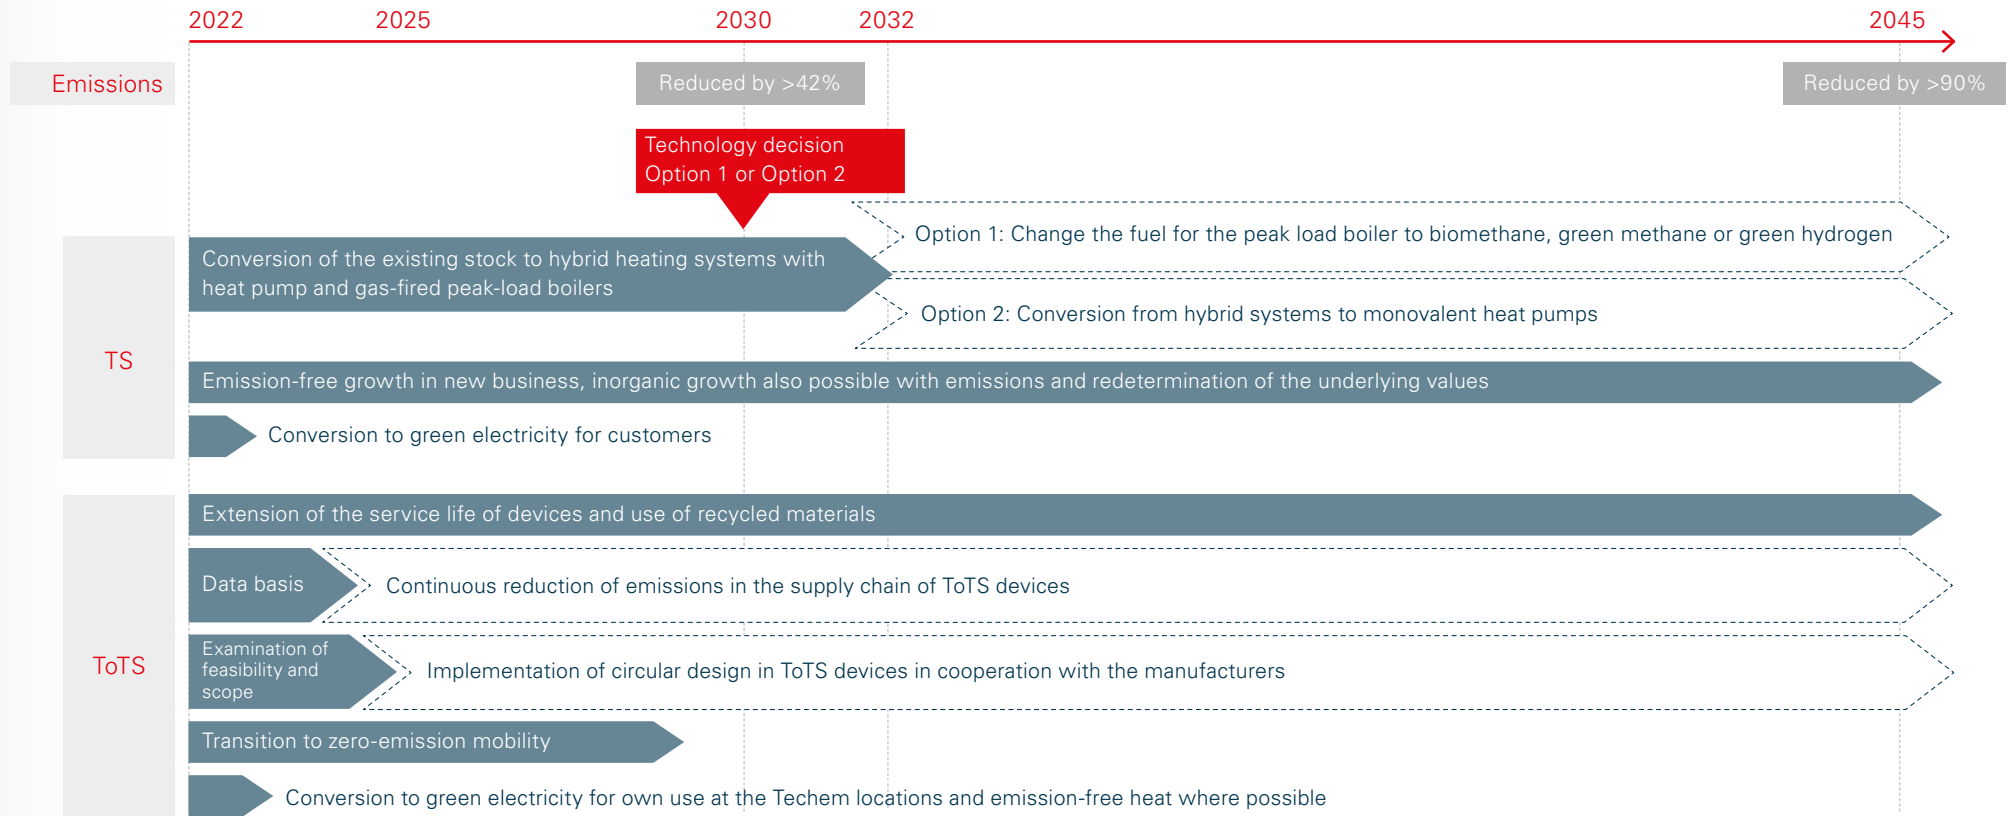 2022 2025 2030 2032 2045
Emissions
Reduced by >42%
Reduced by >90%
Technology decision
Option 1 or Option 2
TS
Conversion of the existing stock to hybrid heating systems with
heat pump and gas-fired peak-load boilers
Option 1: Change the fuel for the peak load boiler to biomethane, green methane or green hydrogen
Option 2: Conversion from hybrid systems to monovalent heat pumps
Emission-free growth in new business, inorganic growth also possible with emissions and redetermination of the underlying values
Conversion to green electricity for customers
ToTS
Extension of the service life of devices and use of recycled materials
Data basis
Continuous reduction of emissions in the supply chain of ToTS devices
Examination of
feasibility and
scope
Implementation of circular design in ToTS devices in cooperation with the manufacturers
Transition to zero-emission mobility
Conversion to green electricity for own use at the Techem locations and emission-free heat where possible